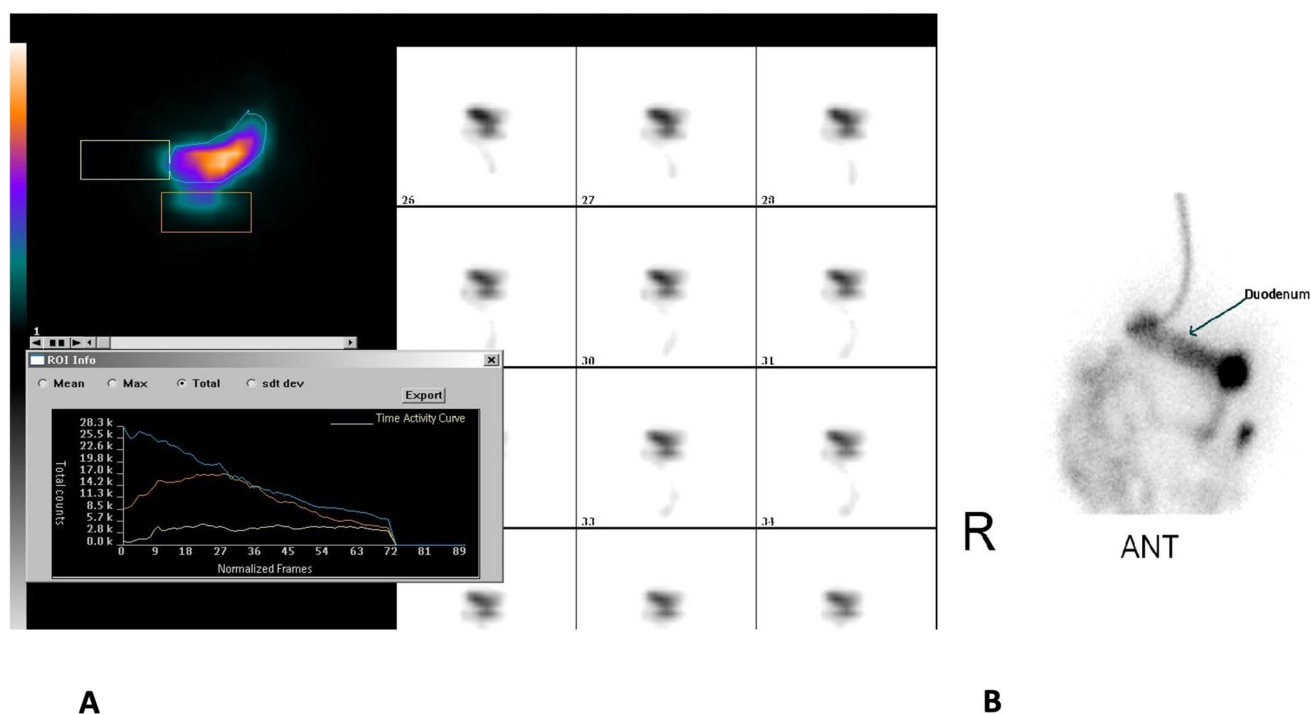 26
27
28
30
31
33
34
1
ROI Info
Mean
Max
Total
sdt dev
Export
Time Activity Curve
28.3 k
25.5 k
22.6 k
19.8 k
17.0 k
14.2 k
11.3 k
8.5 k
5.7 k
2.8 k
0.0 k
Total counts
0 9 18 27 36 45 54 63 72 81 89
Normalized Frames
Duodenum
R
ANT
A
B